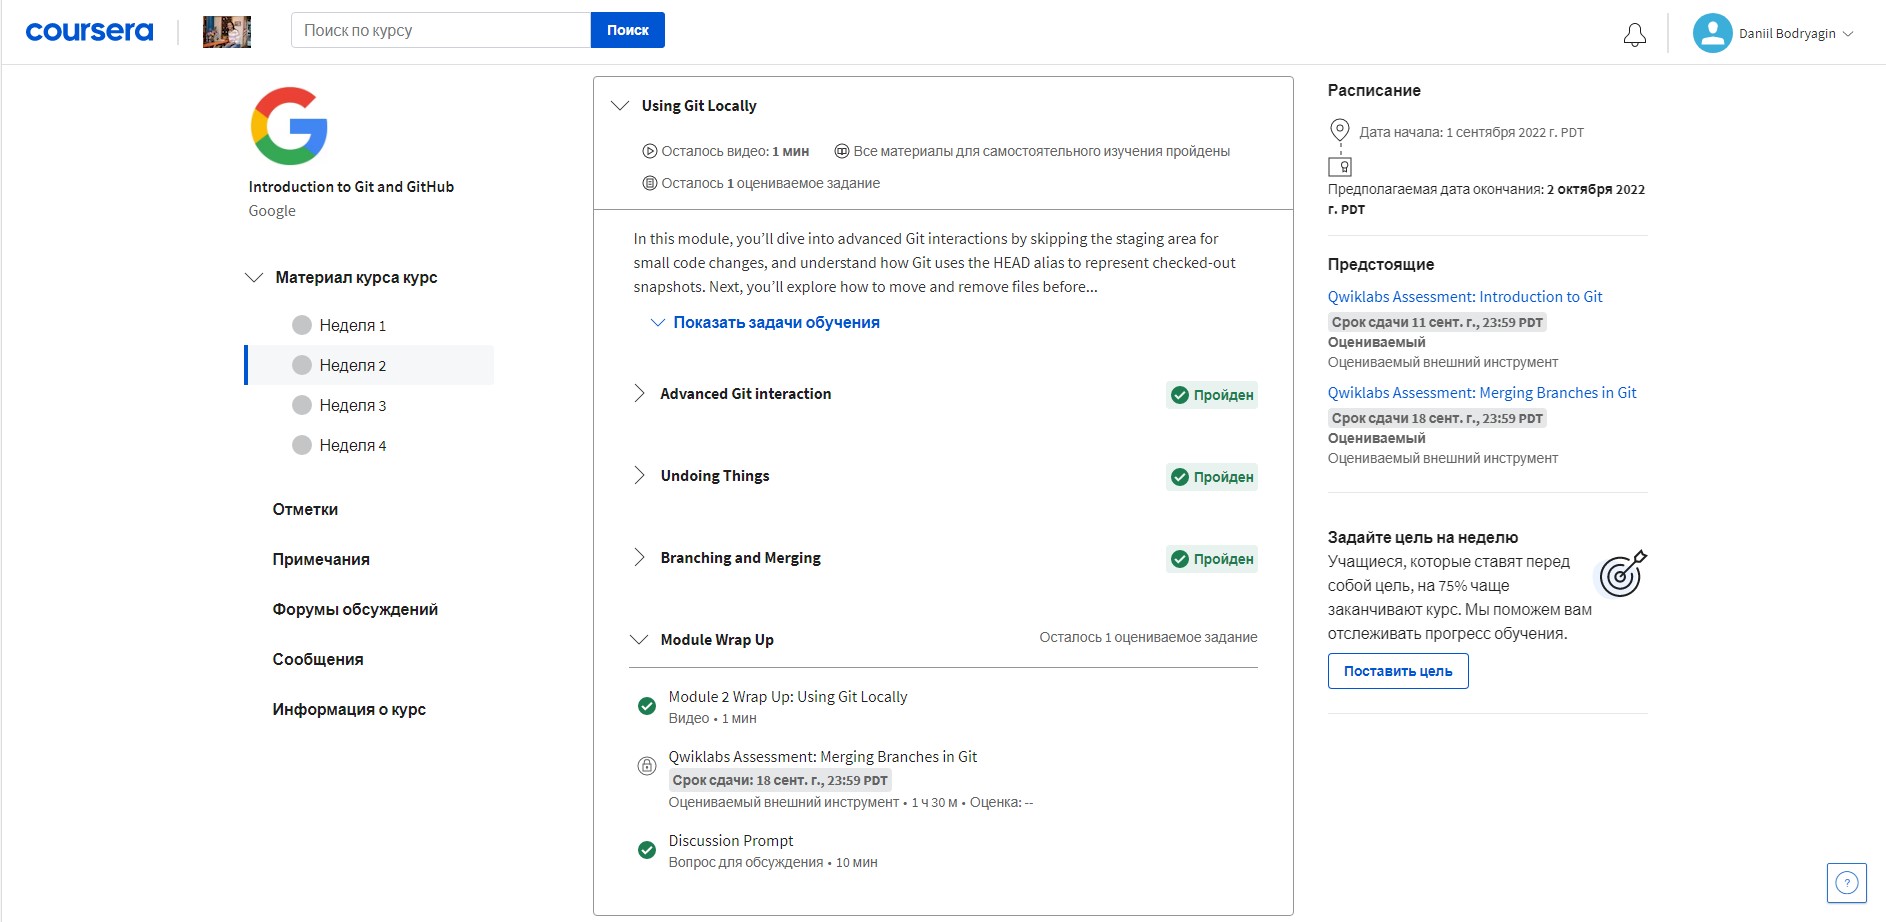 coursera
Поиск по курсу
Поиск
Daniil Bodryagin
Introduction to Git and GitHub
Google
Материал курса курс
Неделя 1
Неделя 2
Неделя 3
Неделя 4
Отметки
Примечания
Форумы обсуждений
Сообщения
Информация о курс
Using Git Locally
Осталось видео: 1 мин
Все материалы для самостоятельного изучения пройдены
Осталось 1 оцениваемое задание
In this module, you’ll dive into advanced Git interactions by skipping the staging area for
small code changes, and understand how Git uses the HEAD alias to represent checked-out
snapshots. Next, you’ll explore how to move and remove files before...
Показать задачи обучения
Advanced Git interaction
Пройден
Undoing Things
Пройден
Branching and Merging
Пройден
Module Wrap Up
Осталось 1 оцениваемое задание
Module 2 Wrap Up: Using Git Locally
Видео • 1 мин
Qwiklabs Assessment: Merging Branches in Git
Срок сдачи: 18 сент. г., 23:59 PDT
Оцениваемый внешний инструмент • 1 ч 30 м • Оценка: --
Discussion Prompt
Вопрос для обсуждения • 10 мин
Расписание
Дата начала: 1 сентября 2022 г. PDT
Предполагаемая дата окончания: 2 октября 2022
г. PDT
Предстоящие
Qwiklabs Assessment: Introduction to Git
Срок сдачи 11 сент. г., 23:59 PDT
Оцениваемый
Оцениваемый внешний инструмент
Qwiklabs Assessment: Merging Branches in Git
Срок сдачи 18 сент. г., 23:59 PDT
Оцениваемый
Оцениваемый внешний инструмент
Задайте цель на неделю
Учащиеся, которые ставят перед
собой цель, на 75% чаще
заканчивают курс. Мы поможем вам
отслеживать прогресс обучения.
Поставить цель
?